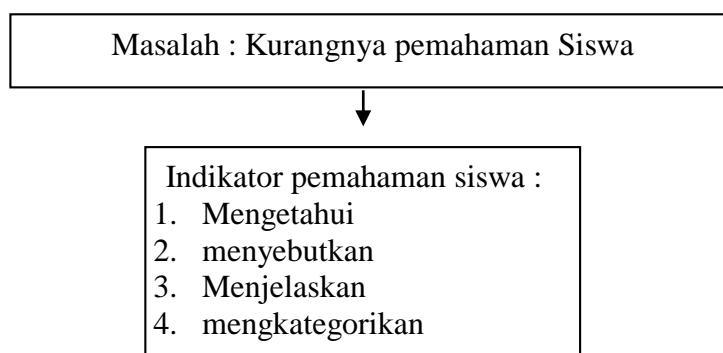 Masalah : Kurangnya pemahaman Siswa
Indikator pemahaman siswa :
1. Mengetahui
2. menyebutkan
3. Menjelaskan
4. mengkategorikan